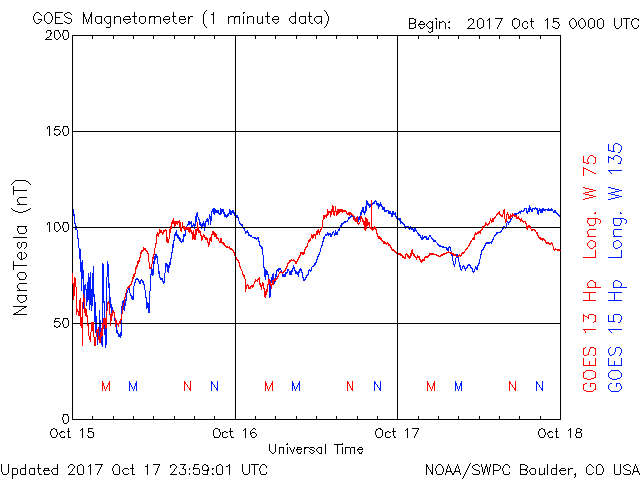 GOES Magnetometer (1 minute data)
Begin: 2017 Oct 15 0000 UTC
200
150
100
50
0
NanoTesla (nT)
M M N N M M N N M M N N
Oct 15 Oct 16 Oct 17 Oct 18
Universal Time
GOES 13 Hp Long. W 75
GOES 15 Hp Long. W 135
Updated 2017 Oct 17 23:59:01 UTC
NOAA/SWPC Boulder, CO USA